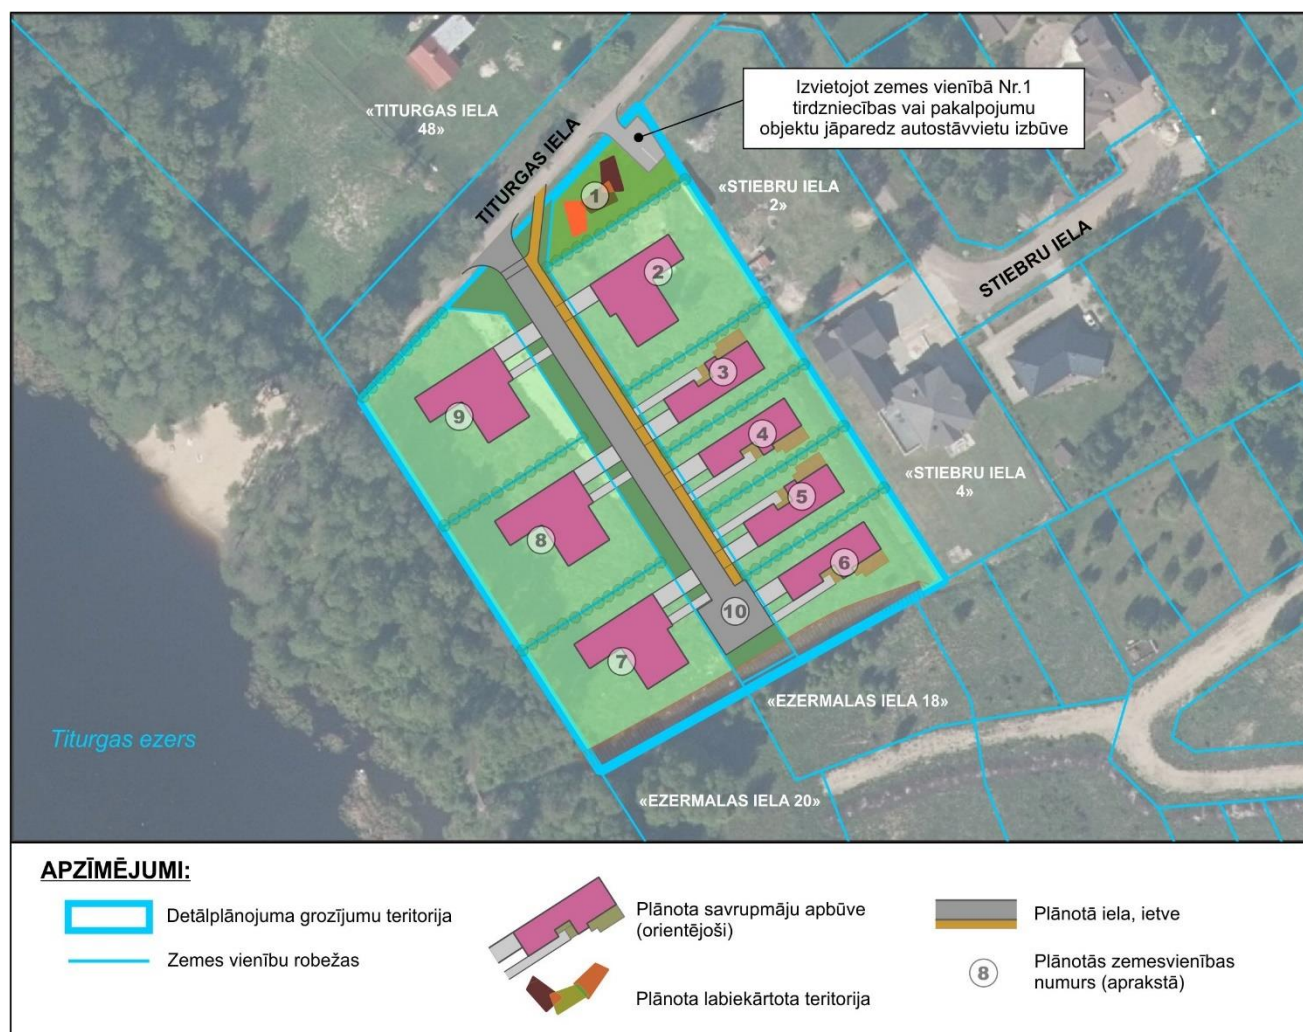 Izvietojot zemes vienībā Nr.1
tirdzniecības vai pakalpojumu
objektu jāparedz autostāvvietu izbūve
«TITURGAS IELA
48»
TITURGAS IELA
«STIEBRU IELA
2»
STIEBRU IELA
1
2
3
4
5
6
7
8
9
10
«STIEBRU IELA
4»
«EZERMALAS IELA 18»
Titurgas ezers
«EZERMALAS IELA 20»
APZĪMĒJUMI:
Detālplānojuma grozījumu teritorija
Zemes vienību robežas
Plānota savrupmāju apbūve
(orientējoši)
Plānota labiekārtota teritorija
Plānotā iela, ietve
8
Plānotās zemesvienības
numurs (aprakstā)